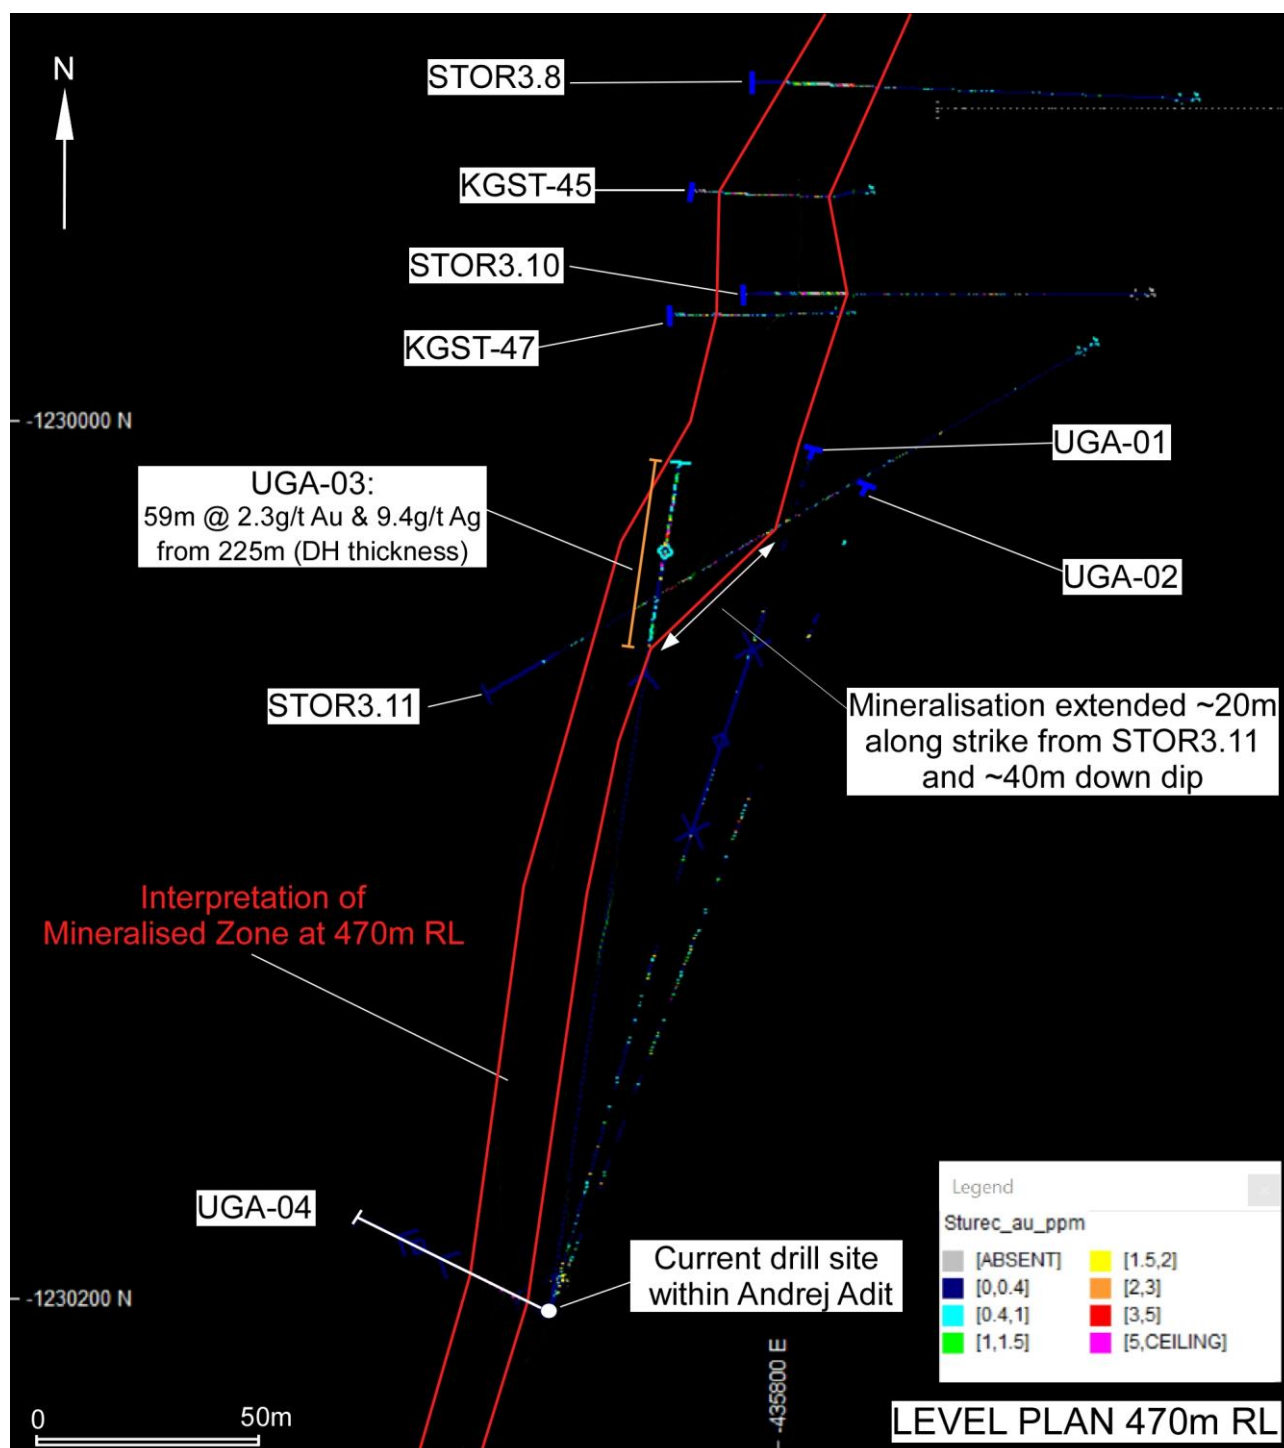 N
STOR3.8
KGST-45
STOR3.10
KGST-47
-1230000 N
UGA-01
UGA-03:
59m @ 2.3g/t Au & 9.4g/t Ag
from 225m (DH thickness)
UGA-02
STOR3.11
Mineralisation extended ~20m
along strike from STOR3.11
and ~40m down dip
Interpretation of
Mineralised Zone at 470m RL
UGA-04
Current drill site
within Andrej Adit
-1230200 N
-435800 E
Legend
Sturec_au_ppm
[ABSENT]
[0,0.4]
[0.4,1]
[1,1.5]
[1.5,2]
[2,3]
[3,5]
[5,CEILING]
0 50m
LEVEL PLAN 470m RL